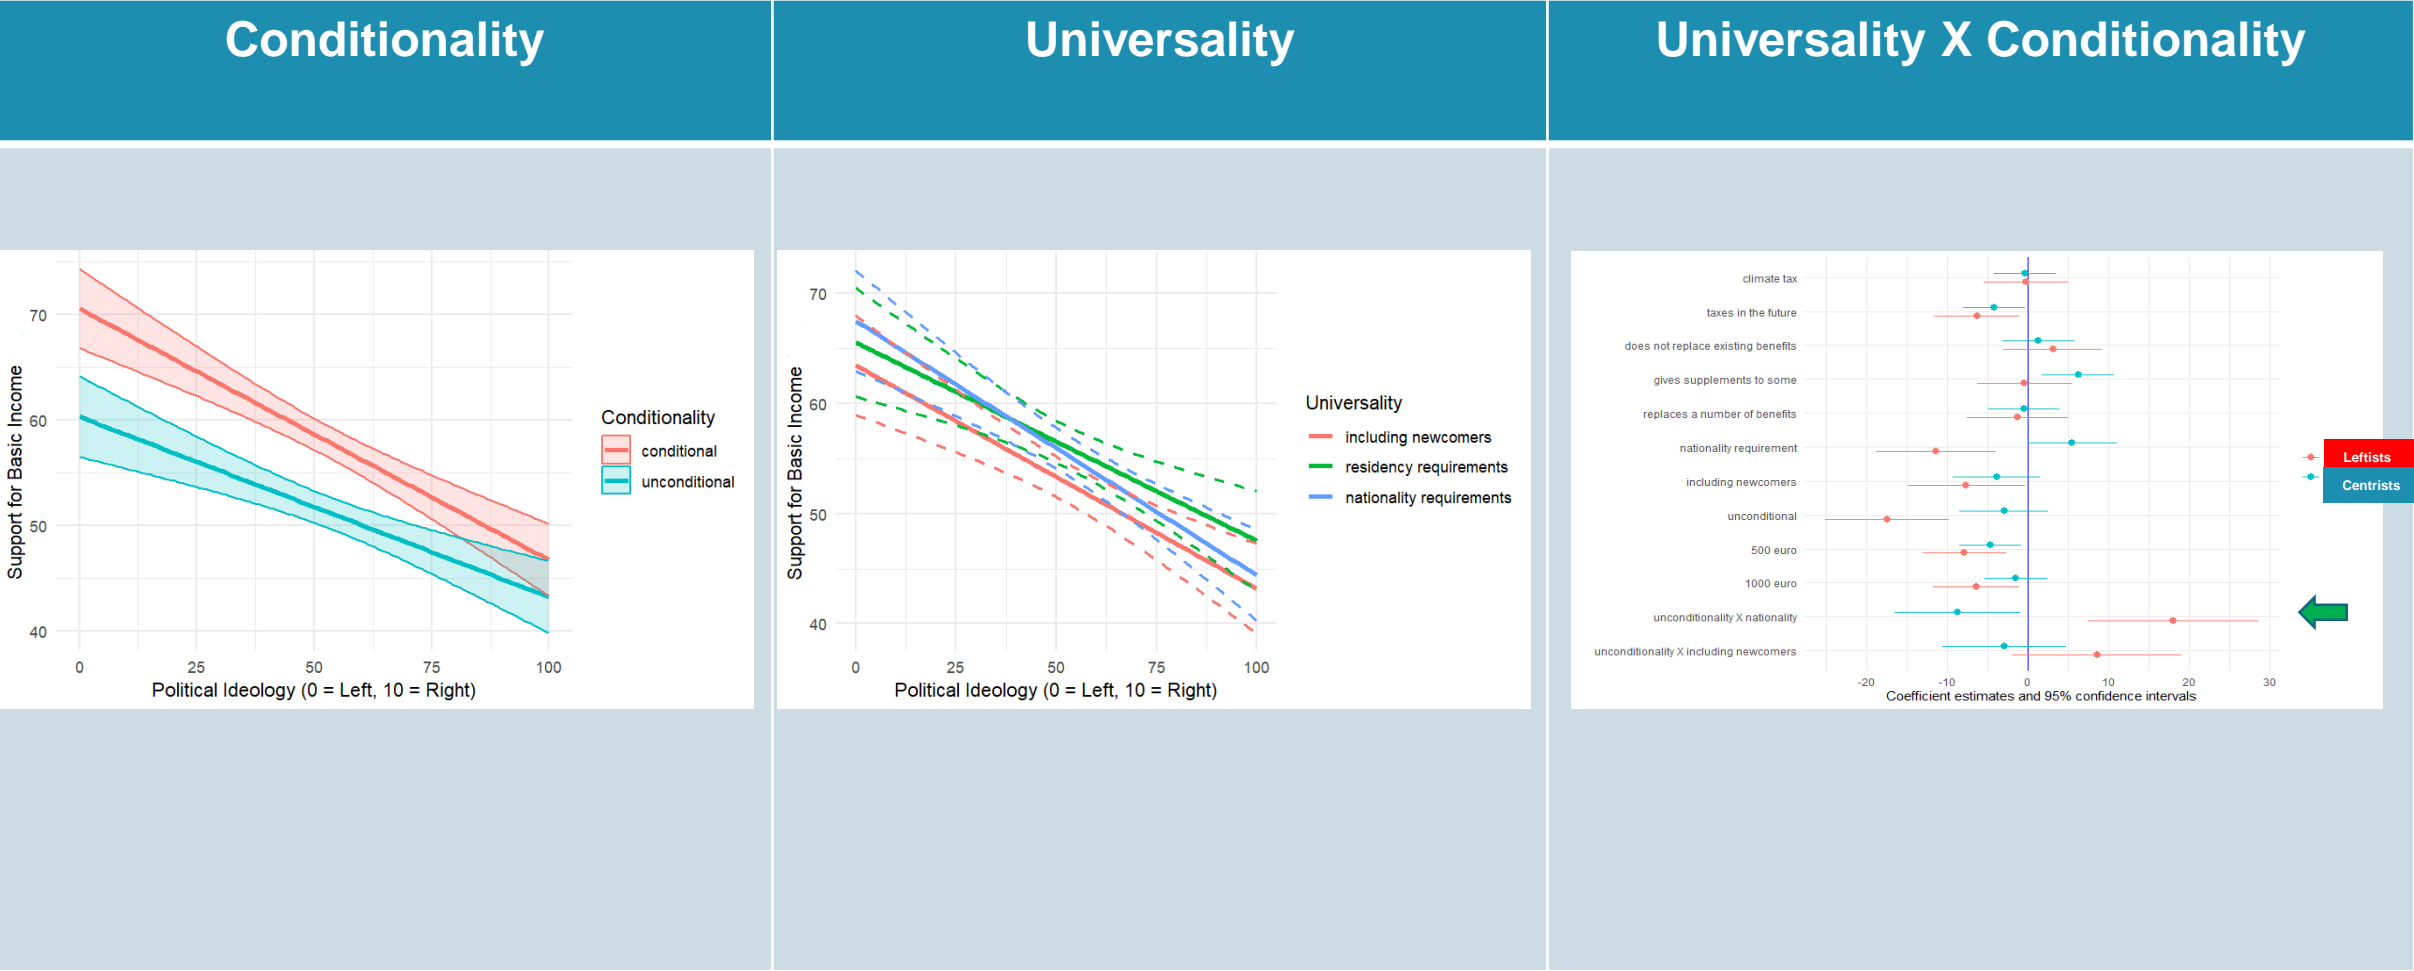 Conditionality
Universality
Universality X Conditionality
70
60
50
40
0
25
50
75
100
Support for Basic Income
Political Ideology (0 = Left, 10 = Right)
Conditionality
conditional
unconditional
70
60
50
40
0
25
50
75
100
Support for Basic Income
Political Ideology (0 = Left, 10 = Right)
Universality
including newcomers
residency requirements
nationality requirements
climate tax
taxes in the future
does not replace existing benefits
gives supplements to some
replaces a number of benefits
nationality requirement
including newcomers
unconditional
500 euro
1000 euro
unconditionality X nationality
unconditionality X including newcomers
-20
-10
0
10
20
30
Coefficient estimates and 95% confidence intervals
Leftists
Centrists